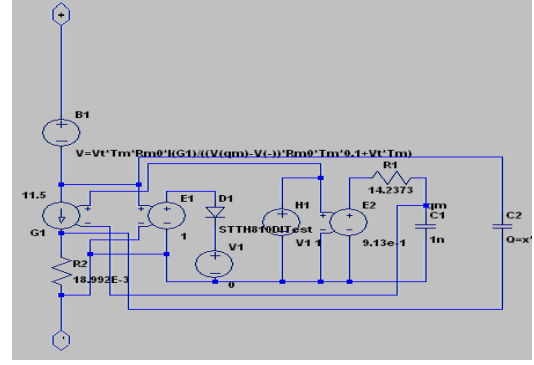 B1
V=Vt*Tm*Rm0*I(G1)/((V(qm)-V(-))*Rm0*Tm*0.1+Vt*Tm)
R1
14.2373
11.5
G1
E1
1
D1
STTH810DITest
H1
V1 1
E2
9.13e-1
qm
C1
1n
C2
Q=x*
V1
0
R2
18.992E-3